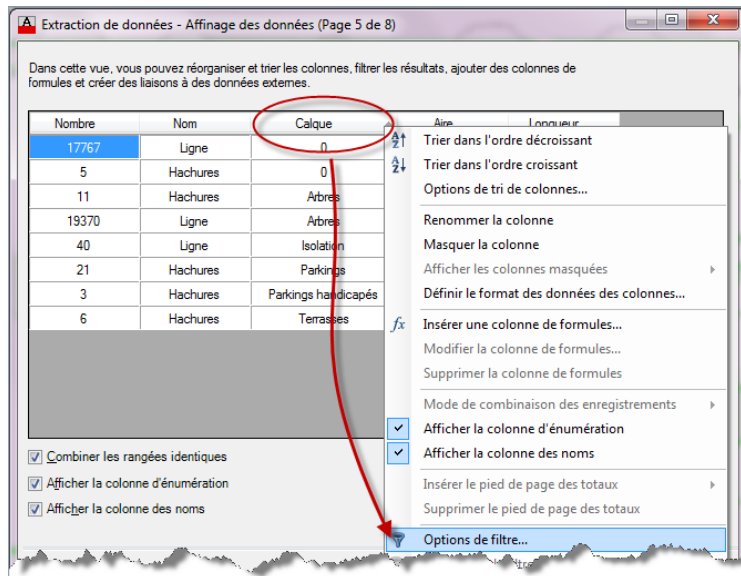 Extraction de données - Affinage des données (Page 5 de 8)
Dans cette vue, vous pouvez réorganiser et trier les colonnes, filtrer les résultats, ajouter des colonnes de
formules et créer des liaisons à des données externes.
Nombre Nom Calque Aire Longueur
17767 Ligne 0
5 Hachures 0
11 Hachures Arbres
19370 Ligne Arbres
40 Ligne Isolation
21 Hachures Parkings
3 Hachures Parkings handicapés
6 Hachures Terrasses
Combiner les rangées identiques
Afficher la colonne d'énumération
Afficher la colonne des noms
Trier dans l'ordre décroissant
Trier dans l'ordre croissant
Options de tri de colonnes...
Renommer la colonne
Masquer la colonne
Afficher les colonnes masquées
Définir le format des données des colonnes...
fx Insérer une colonne de formules...
Modifier la colonne de formules...
Supprimer la colonne de formules
Mode de combinaison des enregistrements
Afficher la colonne d'énumération
Afficher la colonne des noms
Insérer le pied de page des totaux
Supprimer le pied de page des totaux
Options de filtre...